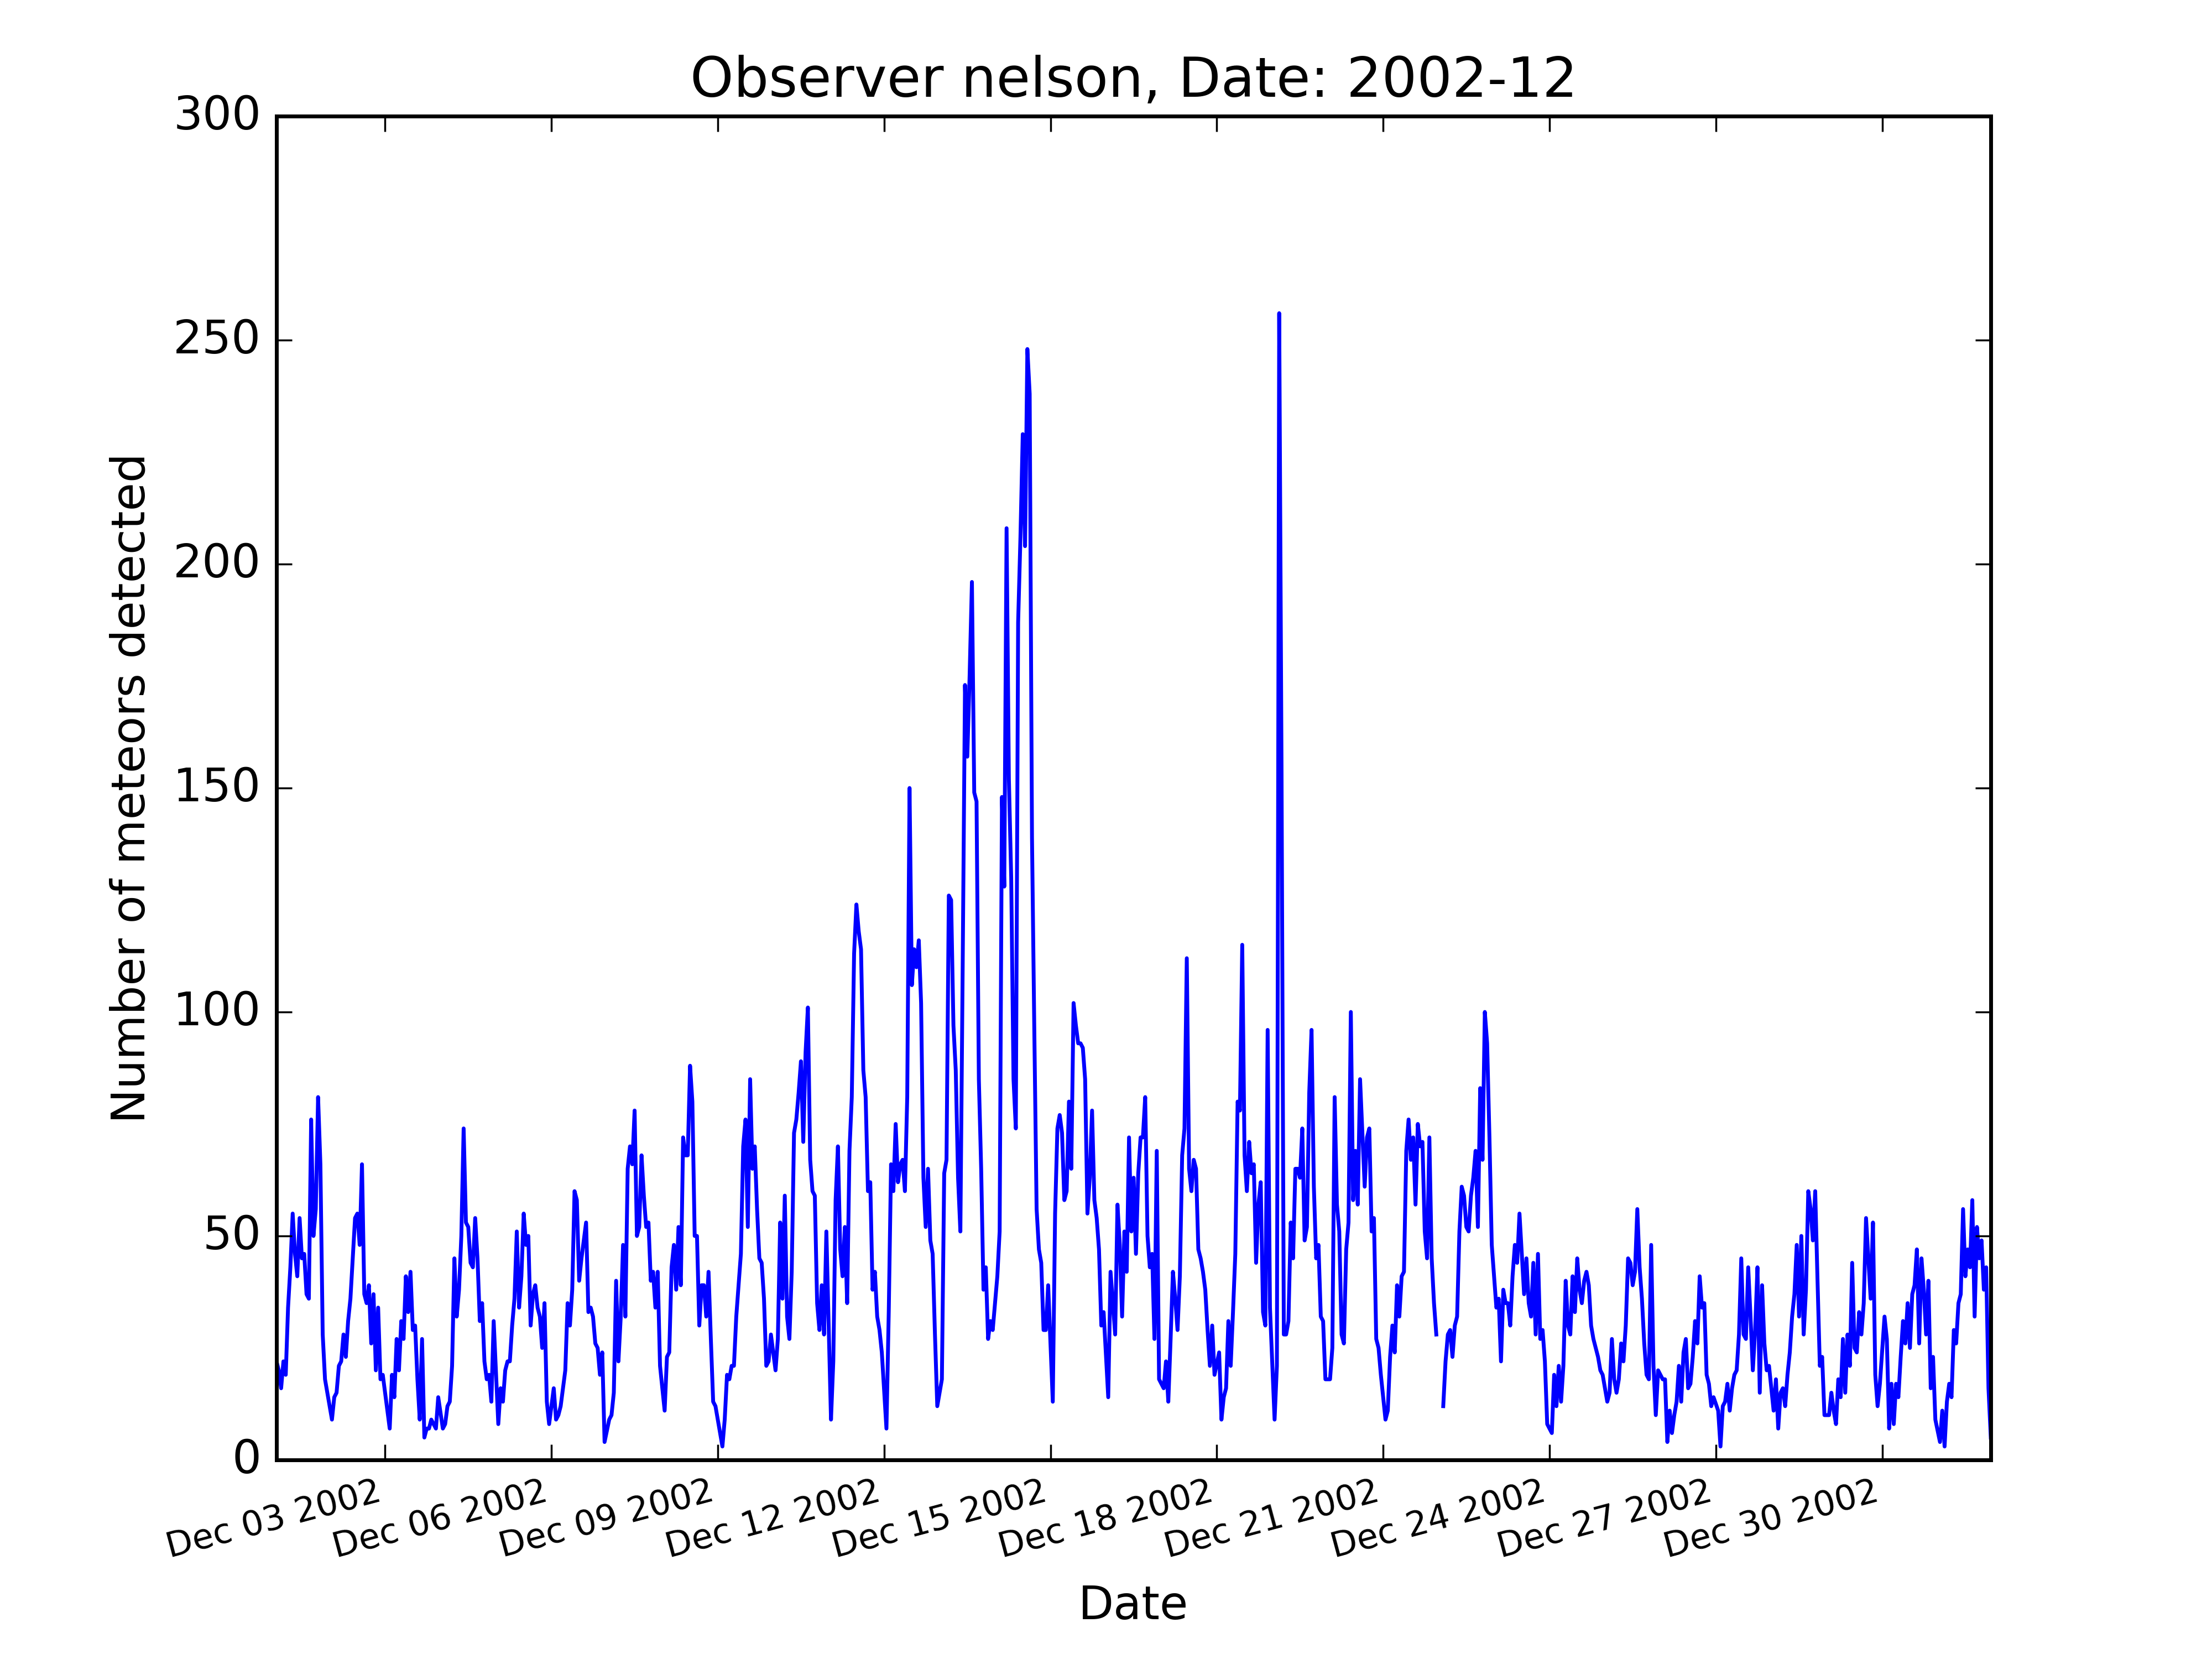 Observer nelson, Date: 2002-12
Number of meteors detected
300
250
200
150
100
50
0
Dec 03 2002
Dec 06 2002
Dec 09 2002
Dec 12 2002
Dec 15 2002
Dec 18 2002
Dec 21 2002
Dec 24 2002
Dec 27 2002
Dec 30 2002
Date